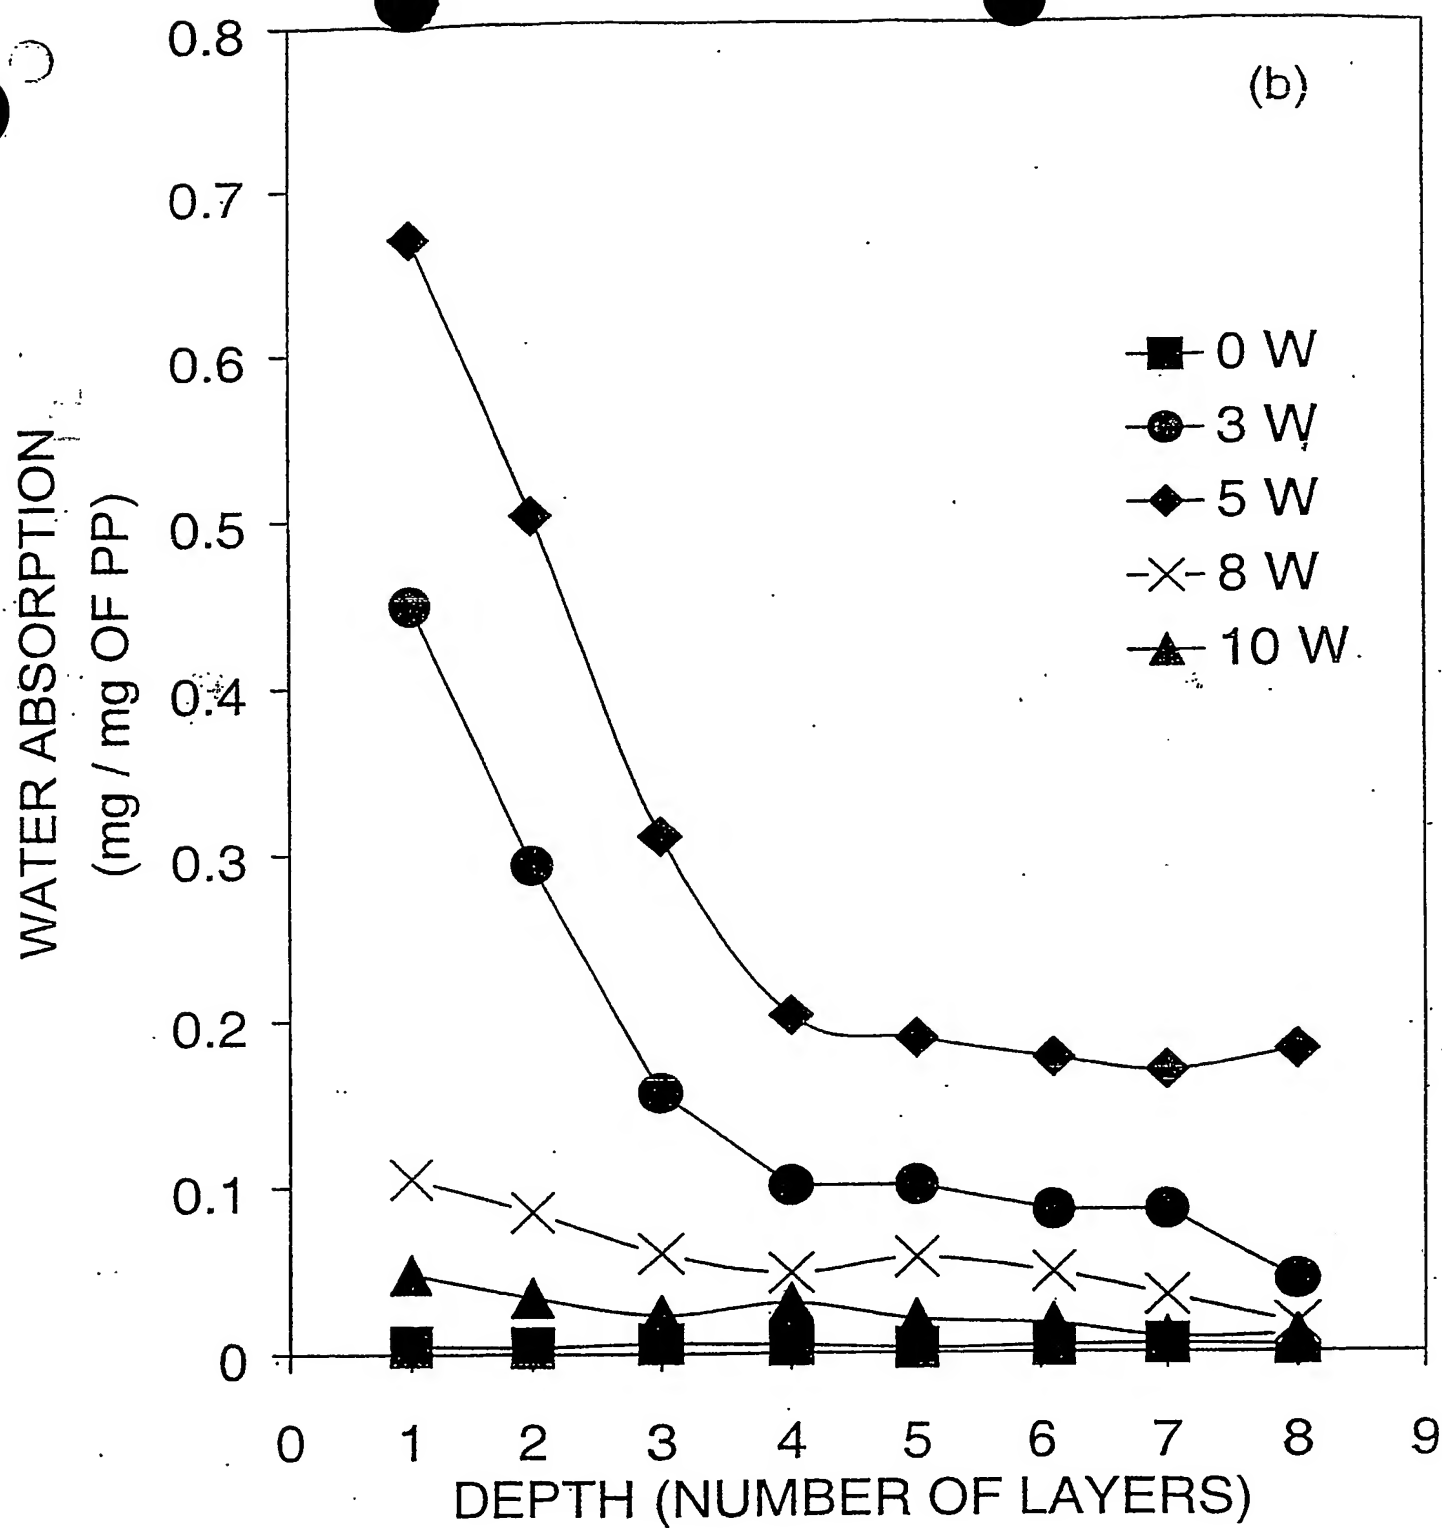 (b)
0.8
0.7
0.6
0.5
0.4
0.3
0.2
0.1
0
WATER ABSORPTION
(mg / mg OF PP)
0 W
3 W
5 W
8 W
10 W
0 1 2 3 4 5 6 7 8 9
DEPTH (NUMBER OF LAYERS)